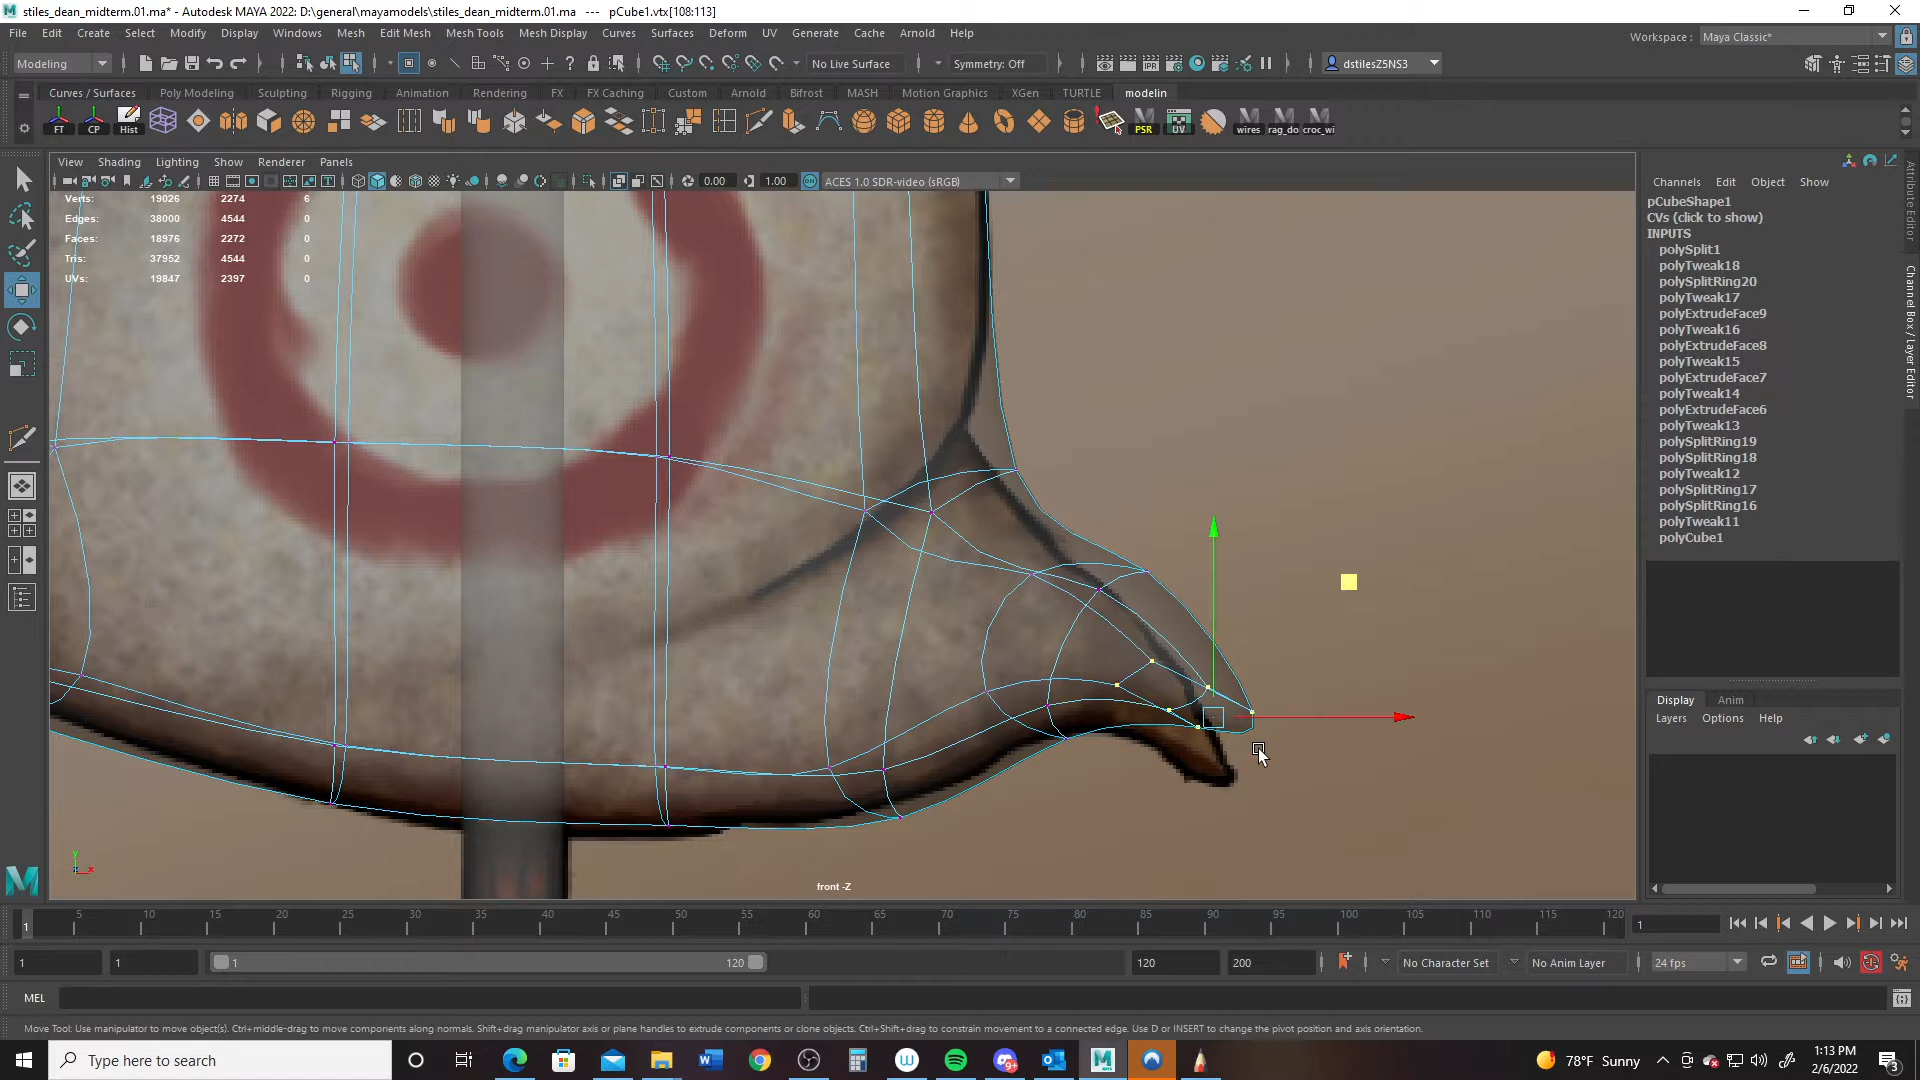 stiles_dean_midterm.01.ma* - Autodesk MAYA 2022: D:\general\mayamodels\stiles_dean_midterm.01.ma   ---   pCube1.vtx[108:113]
File Edit Create Select Modify Display Windows Mesh Edit Mesh Mesh Tools Mesh Display Curves Surfaces Deform UV Generate Cache Arnold Help
Workspace : Maya Classic*
Modeling No Live Surface Symmetry: Off dstilesZ5NS3
Curves / Surfaces Poly Modeling Sculpting Rigging Animation Rendering FX FX Caching Custom Arnold Bifrost MASH Motion Graphics XGen TURTLE modelin
FT CP Hist PSR UV wires rag_do croc_wi
View Shading Lighting Show Renderer Panels
0.00 1.00 ACES 1.0 SDR-video (sRGB)
Verts: 19026 2274 6
Edges: 38000 4544 0
Faces: 18976 2272 0
Tris: 37952 4544 0
UVs: 19847 2397 0
front -Z
Channels Edit Object Show
pCubeShape1
CVs (click to show)
INPUTS
polySplit1
polyTweak18
polySplitRing20
polyTweak17
polyExtrudeFace9
polyTweak16
polyExtrudeFace8
polyTweak15
polyExtrudeFace7
polyTweak14
polyExtrudeFace6
polyTweak13
polySplitRing19
polySplitRing18
polyTweak12
polySplitRing17
polySplitRing16
polyTweak11
polyCube1
Attribute Editor
Channel Box / Layer Editor
Display Anim
Layers Options Help
5 10 15 20 25 30 35 40 45 50 55 60 65 70 75 80 85 90 95 100 105 110 115 120
1 1
1 1 1 120 120 200 No Character Set No Anim Layer 24 fps
MEL
Move Tool: Use manipulator to move object(s). Ctrl+middle-drag to move components along normals. Shift+drag manipulator axis or plane handles to extrude components or clone objects. Ctrl+Shift+drag to constrain movement to a connected edge. Use D or INSERT to change the pivot position and axis orientation.
Type here to search
78°F Sunny
1:13 PM
2/6/2022